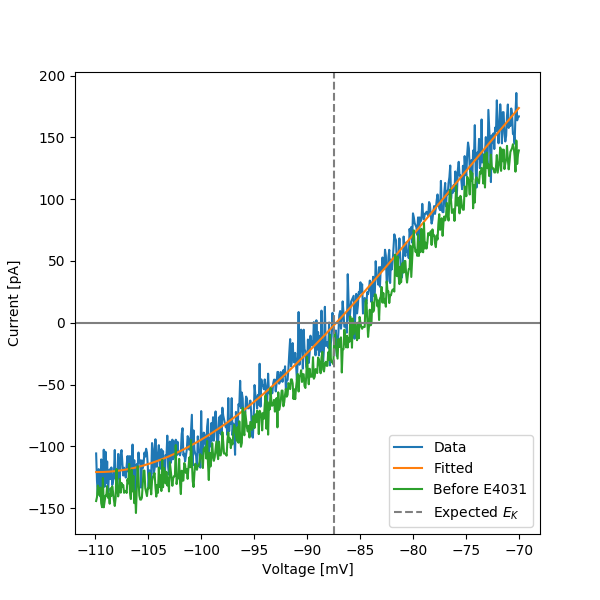 200
150
100
50
0
−50
−100
−150
Current [pA]
−110 −105 −100 −95 −90 −85 −80 −75 −70
Voltage [mV]
Data
Fitted
Before E4031
Expected E_K